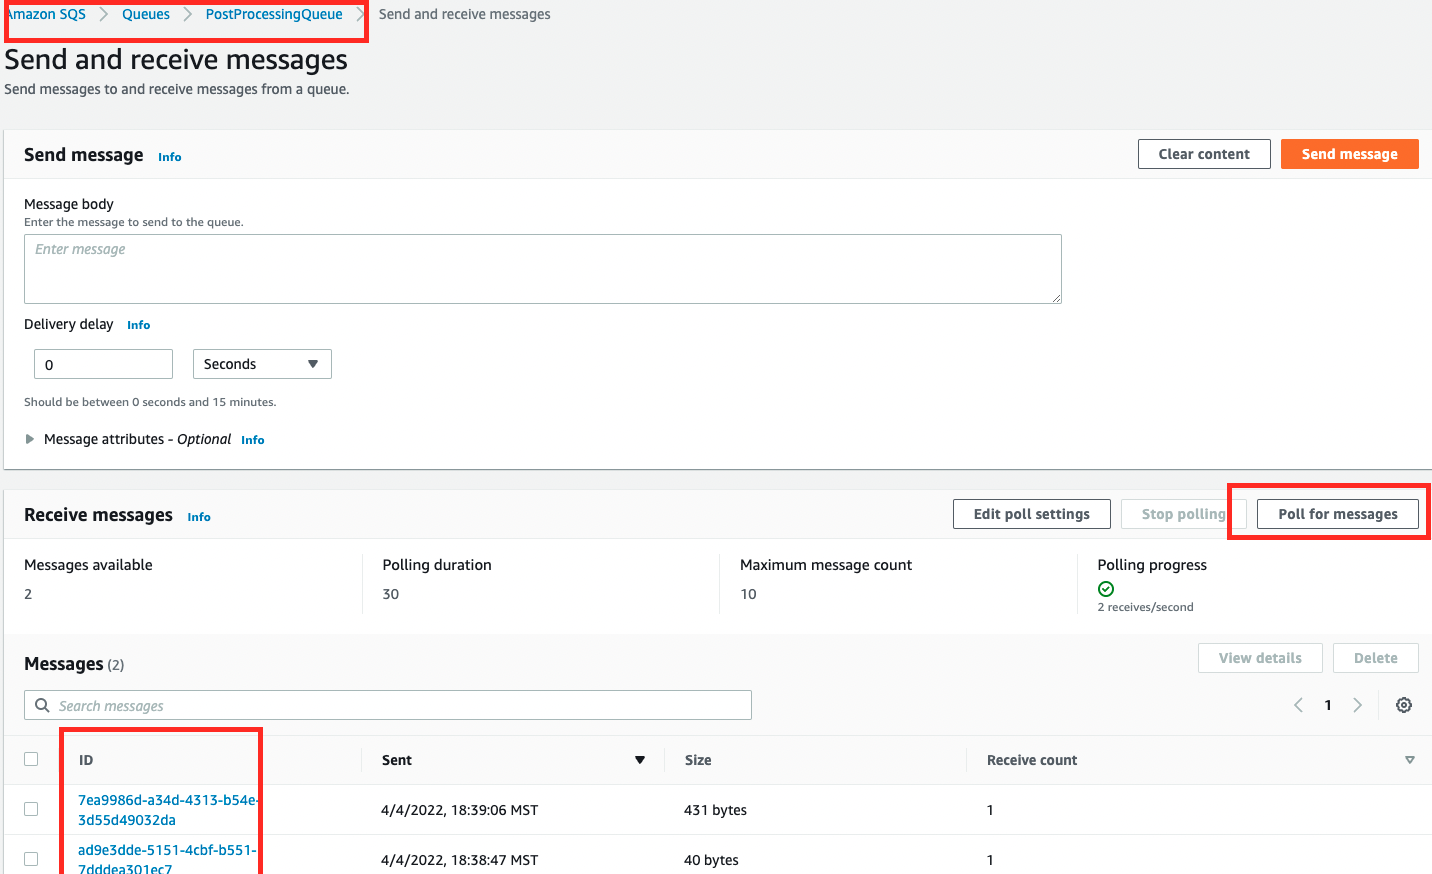 Amazon SQS > Queues > PostProcessingQueue > Send and receive messages
Send and receive messages
Send messages to and receive messages from a queue.
Send message Info Clear content Send message
Message body
Enter the message to send to the queue.
Enter message
Delivery delay Info
0 Seconds
Should be between 0 seconds and 15 minutes.
Message attributes - Optional Info
Receive messages Info Edit poll settings Stop polling Poll for messages
Messages available Polling duration Maximum message count Polling progress
2 30 10
2 receives/second
Messages (2) View details Delete
Search messages 1
ID Sent Size Receive count
7ea9986d-a34d-4313-b54e-
3d55d49032da 4/4/2022, 18:39:06 MST 431 bytes 1
ad9e3dde-5151-4cbf-b551-
7dddea301ec7 4/4/2022, 18:38:47 MST 40 bytes 1